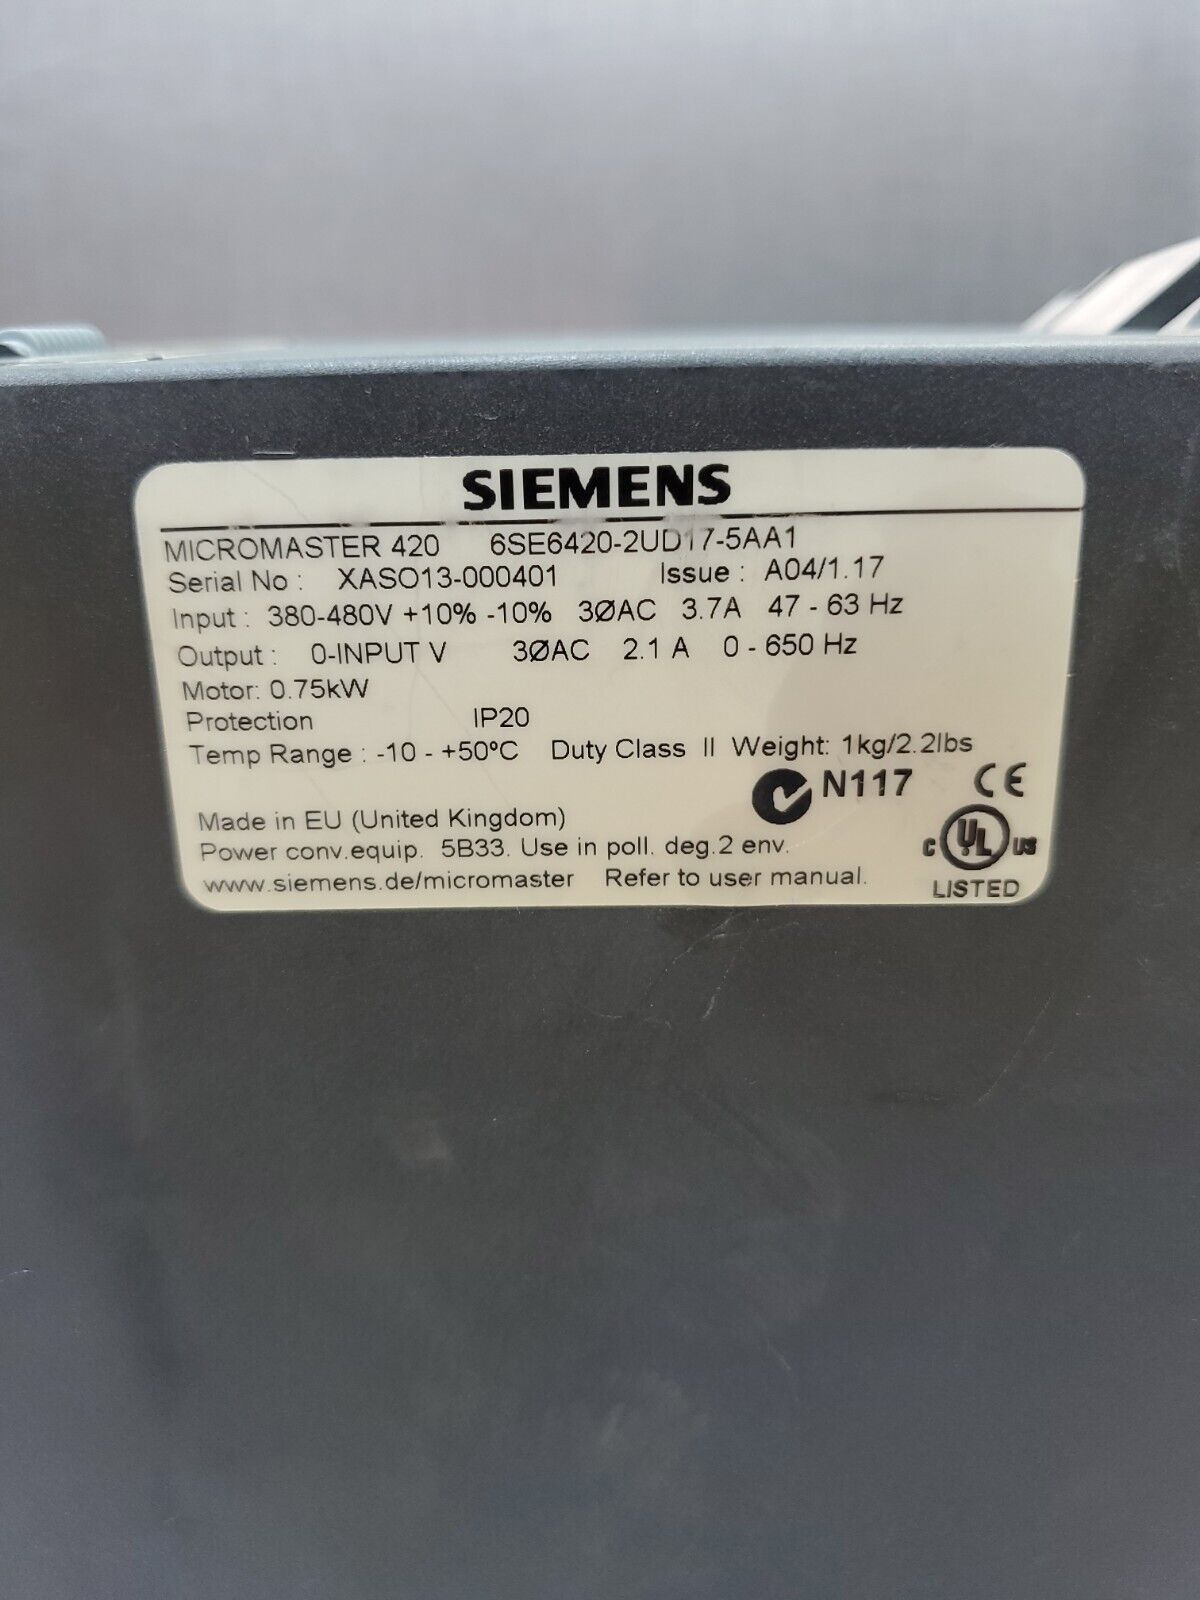 SIEMENS
MICROMASTER 420 6SE6420-2UD17-5AA1
Serial No : XASO13-000401 Issue : A04/1.17
Input : 380-480V +10% -10% 3ØAC 3.7A 47 - 63 Hz
Output : 0-INPUT V 3ØAC 2.1 A 0 - 650 Hz
Motor: 0.75kW
Protection IP20
Temp Range : -10 - +50ºC Duty Class II Weight: 1kg/2.2lbs
N117 CE
Made in EU (United Kingdom)
Power conv.equip. 5B33. Use in poll. deg.2 env.
C UL US
www.siemens.de/micromaster Refer to user manual.
LISTED